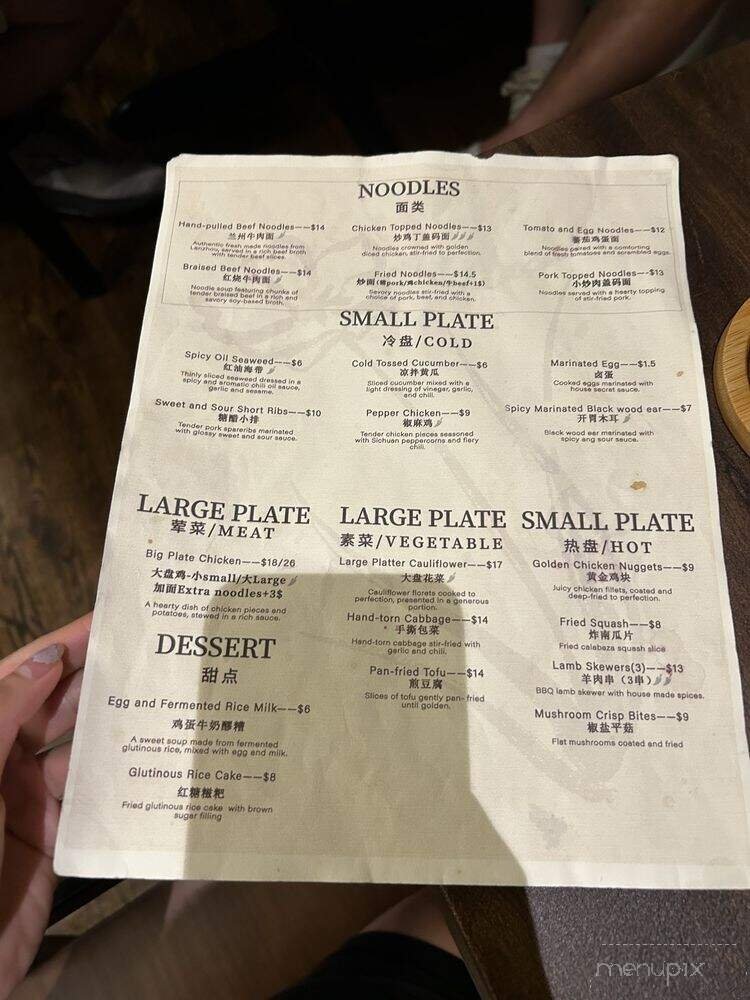 NOODLES
面类
Hand-pulled Beef Noodles——$14
兰州牛肉面
Authentic fresh made noodles from
Lanzhou, served in a rich beef broth
with tender beef slices.
Chicken Topped Noodles——$13
炒鸡丁盖码面
Noodles crowned with golden
diced chicken, stir-fried to perfection.
Tomato and Egg Noodles——$12
蕃茄鸡蛋面
Noodles paired with a comforting
blend of fresh tomatoes and scrambled eggs.
Braised Beef Noodles——$14
红烧牛肉面
Noodle soup featuring chunks of
tender braised beef in a rich and
savory soy-based broth.
Fried Noodles——$14.5
炒面(猪pork/鸡chicken/牛beef+1$)
Savory noodles stir-fried with a
choice of pork, beef, and chicken.
Pork Topped Noodles--$13
小炒肉盖码面
Noodles served with a hearty topping
of stir-fried pork.
SMALL PLATE
冷盘/COLD
Spicy Oil Seaweed——$6
红油海带
Thinly sliced seaweed dressed in a
spicy and aromatic chili oil sauce,
garlic and sesame.
Cold Tossed Cucumber——$6
凉拌黄瓜
Sliced cucumber mixed with a
light dressing of vinegar, garlic,
and chili.
Marinated Egg——$1.5
卤蛋
Cooked eggs marinated with
house secret sauce.
Sweet and Sour Short Ribs——$10
糖醋小排
Tender pork spareribs marinated
with glossy sweet and sour sauce.
Pepper Chicken——$9
椒麻鸡
Tender chicken pieces seasoned
with Sichuan peppercorns and fiery
chili.
Spicy Marinated Black wood ear——$7
开胃木耳
Black wood ear marinated with
spicy ang sour sauce.
LARGE PLATE
荤菜/MEAT
Big Plate Chicken——$18/26
大盘鸡-小small/大Large
加面Extra noodles+3$
A hearty dish of chicken pieces and
potatoes, stewed in a rich sauce.
DESSERT
甜点
Egg and Fermented Rice Milk——$6
鸡蛋牛奶醪糟
A sweet soup made from fermented
glutinous rice, mixed with egg and milk.
Glutinous Rice Cake——$8
红糖糍粑
Fried glutinous rice cake with brown
sugar filling
LARGE PLATE
素菜/VEGETABLE
Large Platter Cauliflower——$17
大盘花菜
Cauliflower florets cooked to
perfection, presented in a generous
portion.
Hand-torn Cabbage——$14
手撕包菜
Hand-torn cabbage stir-fried with
garlic and chili.
Pan-fried Tofu——$14
煎豆腐
Slices of tofu gently pan- fried
until golden.
SMALL PLATE
热盘/HOT
Golden Chicken Nuggets——$9
黄金鸡块
Juicy chicken fillets, coated and
deep-fried to perfection.
Fried Squash——$8
炸南瓜片
Fried calabaza squash slice
Lamb Skewers(3)——$13
羊肉串（3串）
BBQ lamb skewer with house made spices.
Mushroom Crisp Bites——$9
椒盐平菇
Flat mushrooms coated and fried
menupix